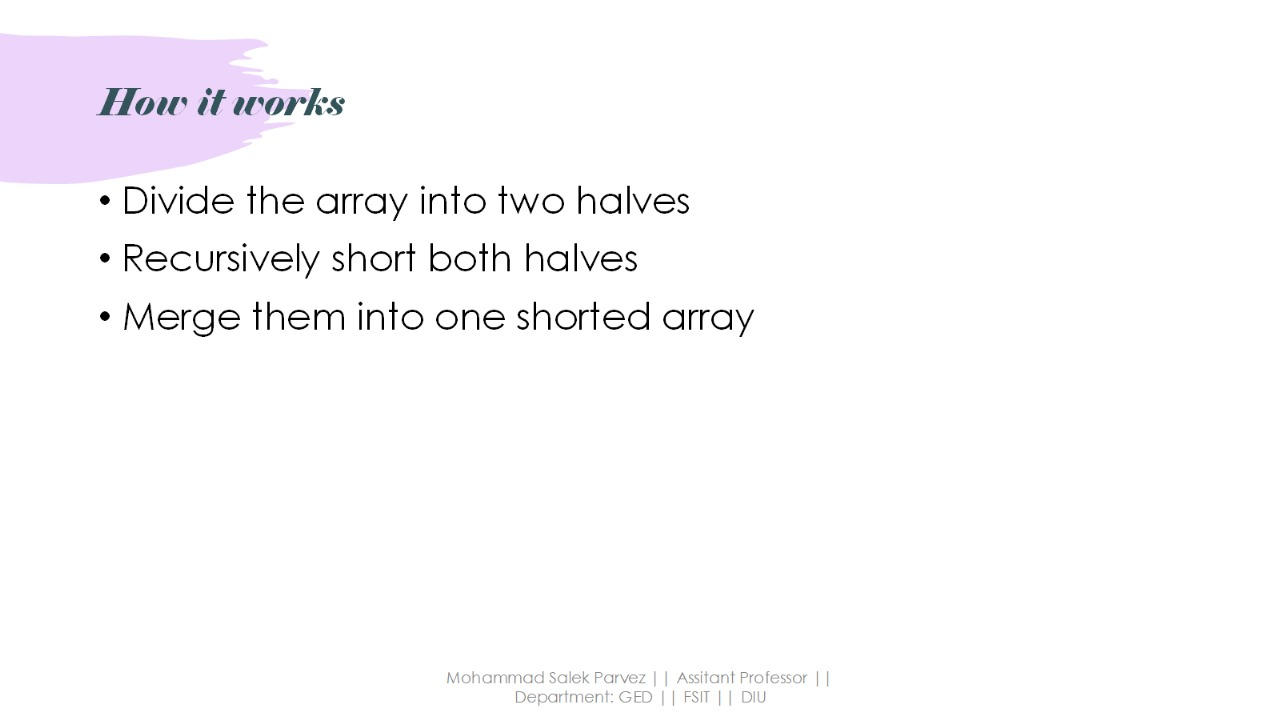 How it works
• Divide the array into two halves
• Recursively short both halves
• Merge them into one shorted array
Mohammad Salek Parvez || Assitant Professor ||
Department: GED || FSIT || DIU